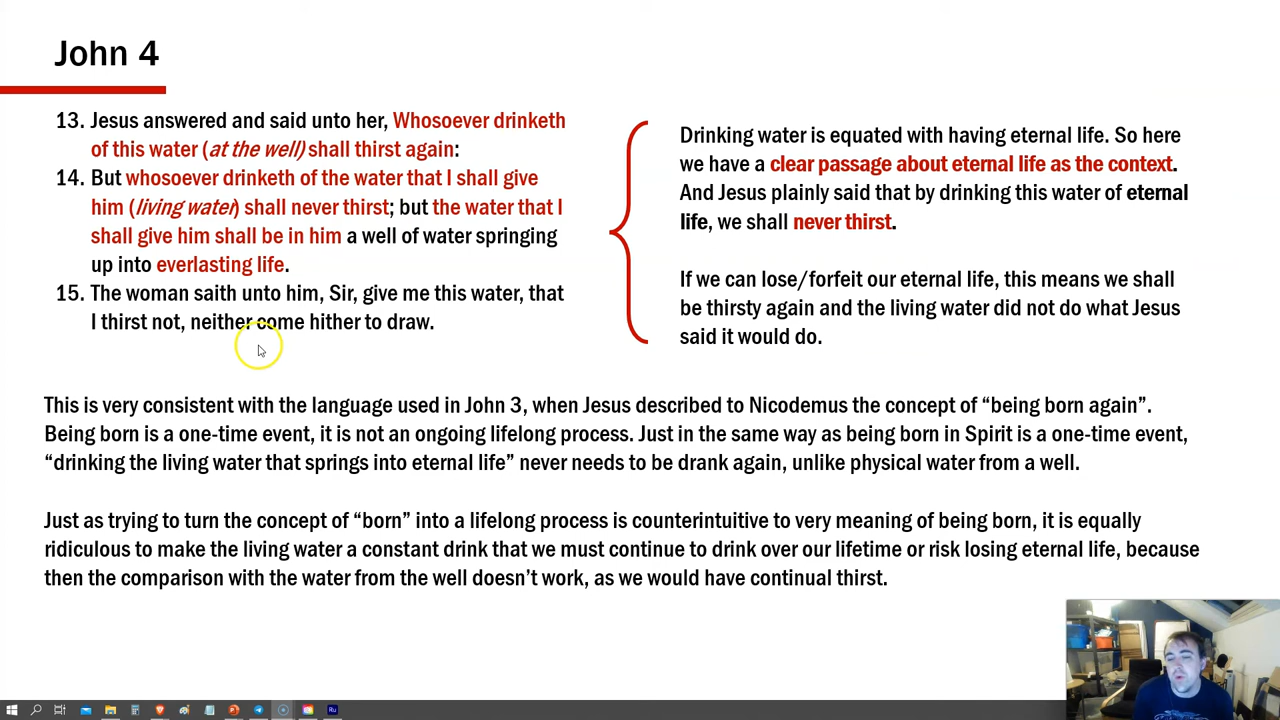 John 4
13. Jesus answered and said unto her, Whosoever drinketh
of this water (at the well) shall thirst again:
14. But whosoever drinketh of the water that I shall give
him (living water) shall never thirst; but the water that I
shall give him shall be in him a well of water springing
up into everlasting life.
15. The woman saith unto him, Sir, give me this water, that
I thirst not, neither come hither to draw.
Drinking water is equated with having eternal life. So here
we have a clear passage about eternal life as the context.
And Jesus plainly said that by drinking this water of eternal
life, we shall never thirst.
If we can lose/forfeit our eternal life, this means we shall
be thirsty again and the living water did not do what Jesus
said it would do.
This is very consistent with the language used in John 3, when Jesus described to Nicodemus the concept of “being born again”.
Being born is a one-time event, it is not an ongoing lifelong process. Just in the same way as being born in Spirit is a one-time event,
“drinking the living water that springs into eternal life” never needs to be drank again, unlike physical water from a well.
Just as trying to turn the concept of “born” into a lifelong process is counterintuitive to very meaning of being born, it is equally
ridiculous to make the living water a constant drink that we must continue to drink over our lifetime or risk losing eternal life, because
then the comparison with the water from the well doesn’t work, as we would have continual thirst.
Ru